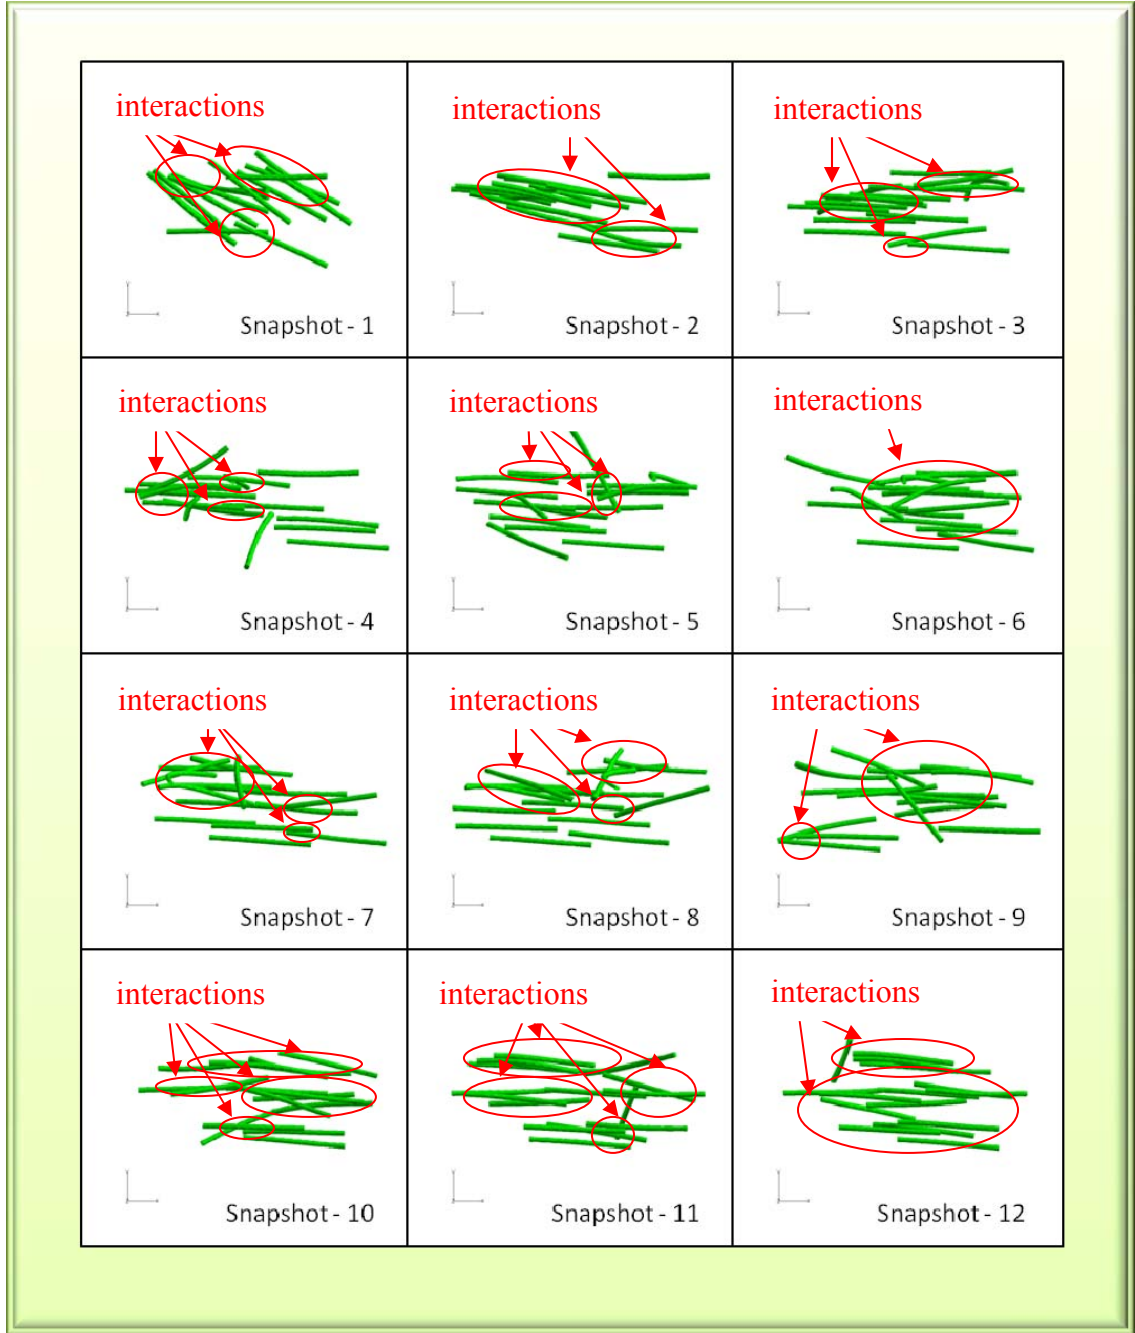 interactions
interactions
interactions
Snapshot - 1
Snapshot - 2
Snapshot - 3
interactions
interactions
interactions
Snapshot - 4
Snapshot - 5
Snapshot - 6
interactions
interactions
interactions
Snapshot - 7
Snapshot - 8
Snapshot - 9
interactions
interactions
interactions
Snapshot - 10
Snapshot - 11
Snapshot - 12